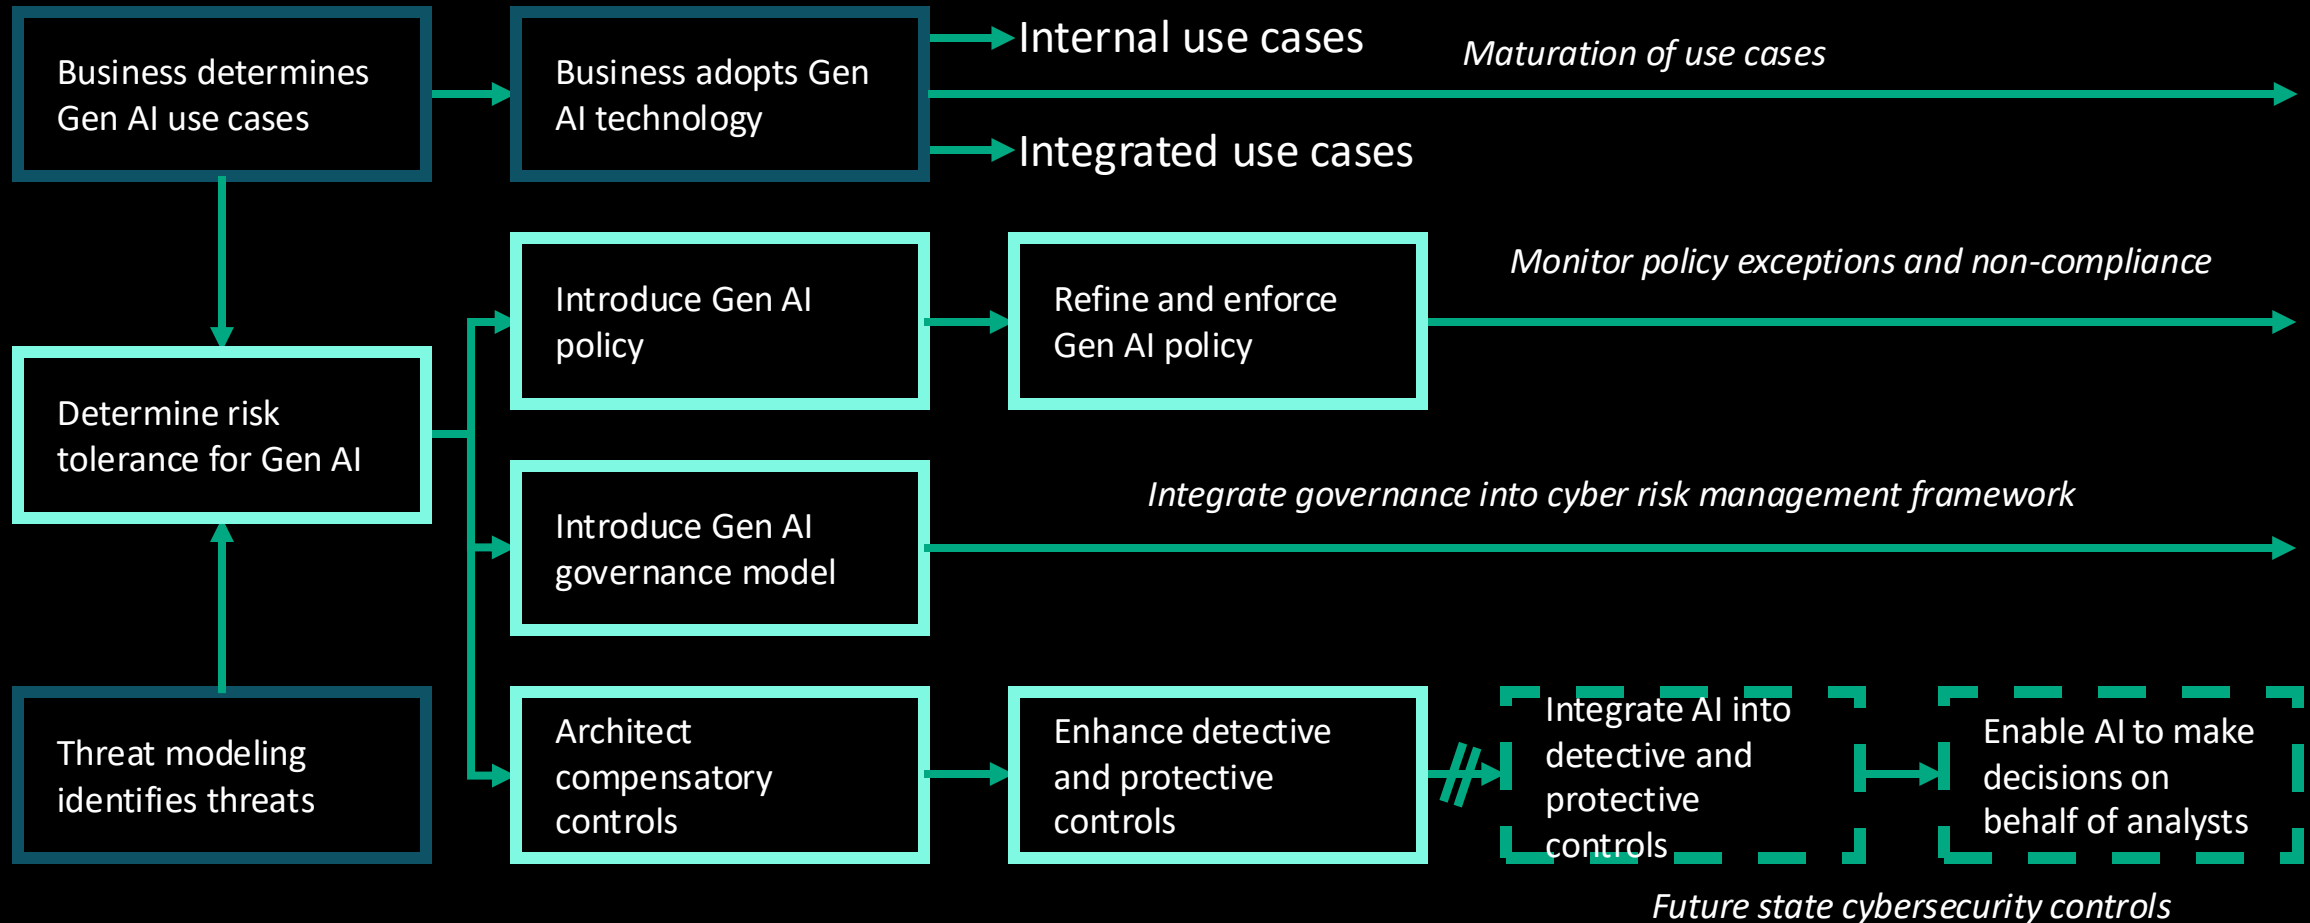 Business determines
Gen AI use cases
Business adopts Gen
AI technology
Internal use cases
Maturation of use cases
Integrated use cases
Introduce Gen AI
policy
Refine and enforce
Gen AI policy
Monitor policy exceptions and non-compliance
Determine risk
tolerance for Gen AI
Introduce Gen AI
governance model
Integrate governance into cyber risk management framework
Threat modeling
identifies threats
Architect
compensatory
controls
Enhance detective
and protective
controls
Integrate AI into
detective and
protective
controls
Enable AI to make
decisions on
behalf of analysts
Future state cybersecurity controls